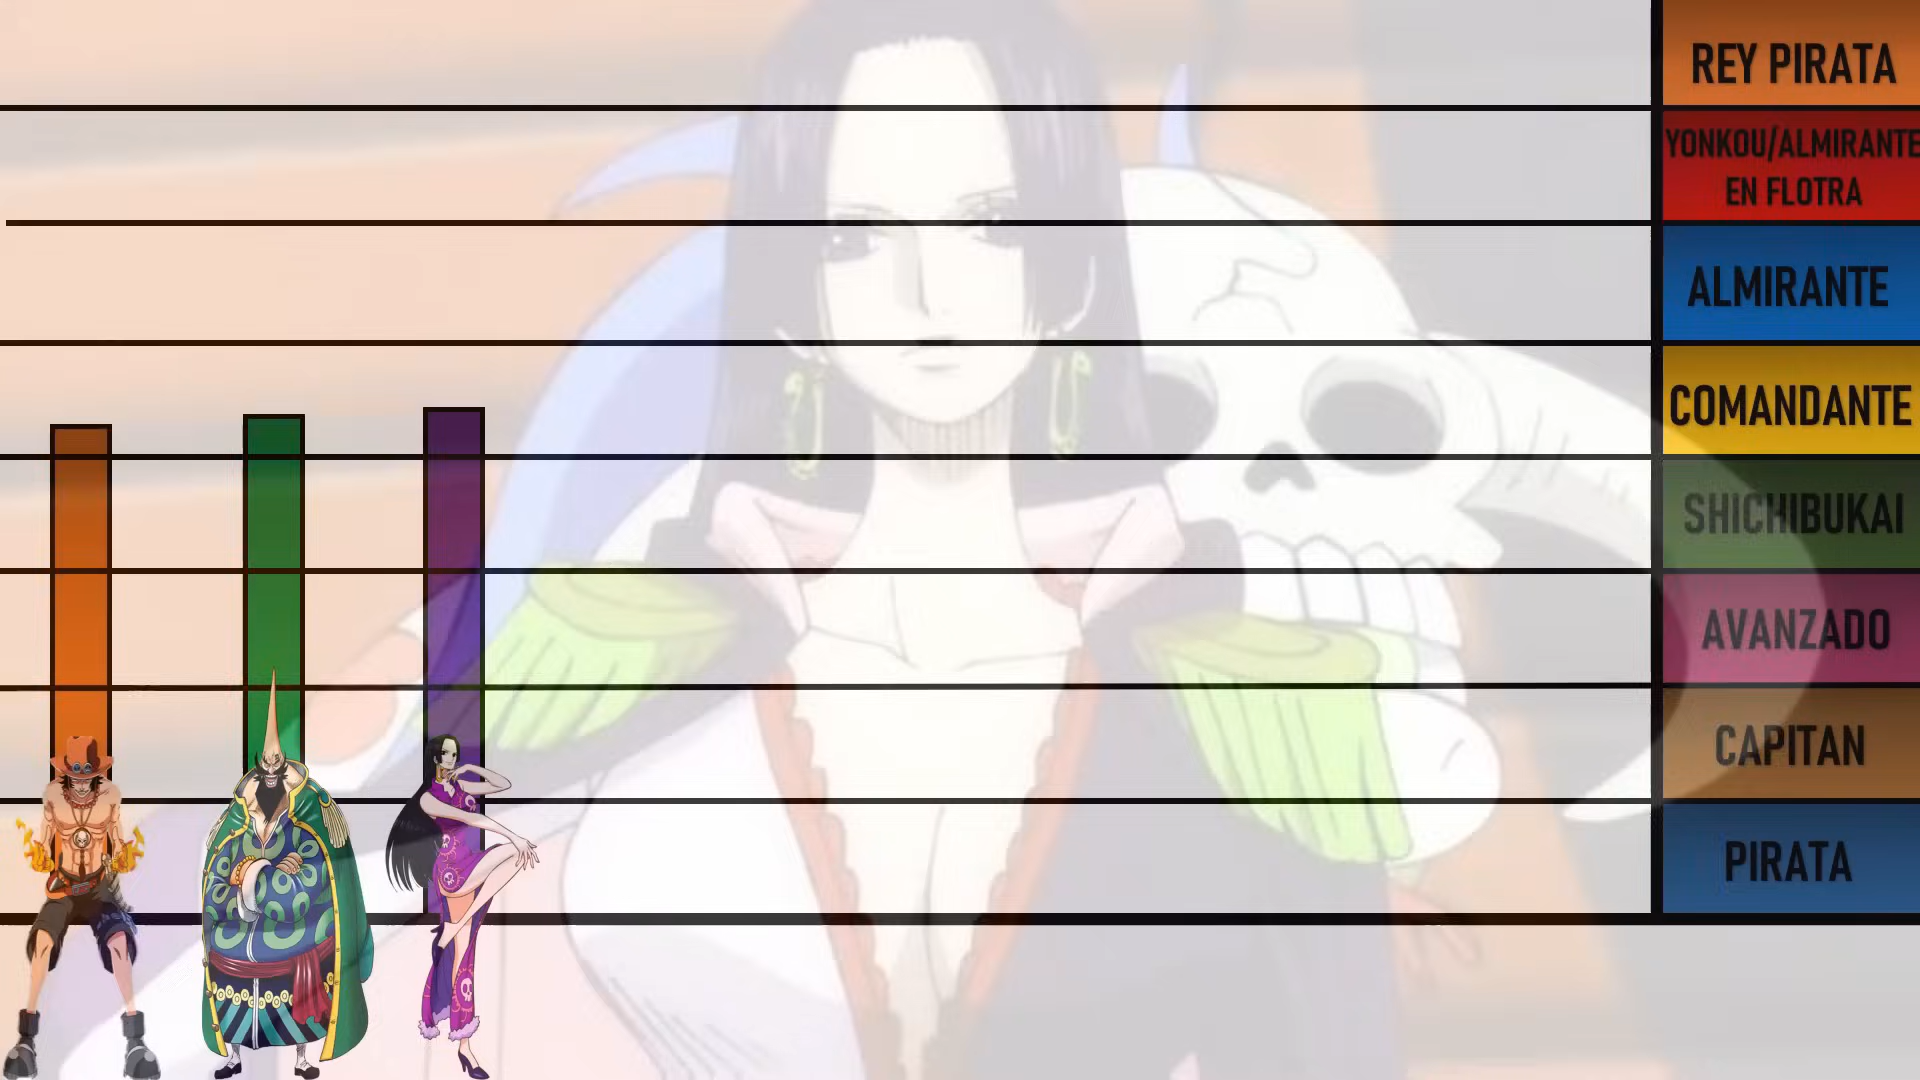 REY PIRATA
YONKOU/ALMIRANTE
EN FLOTRA
ALMIRANTE
COMANDANTE
SHICHIBUKAI
AVANZADO
CAPITAN
PIRATA